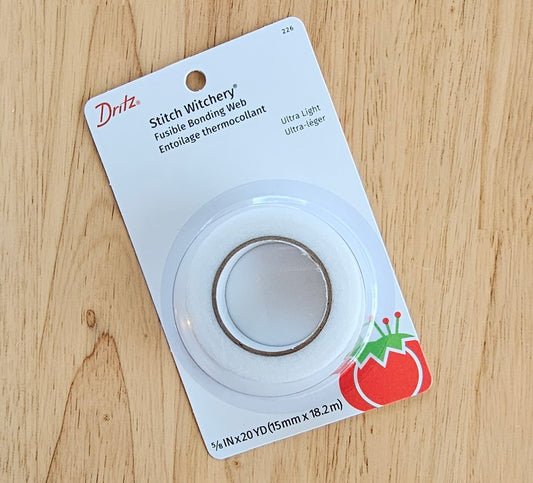 226
Dritz®
Stitch Witchery®
Fusible Bonding Web
Entoilage thermocollant
Ultra Light
Ultra-léger
5/8 IN x 20 YD (15mm x 18.2m)